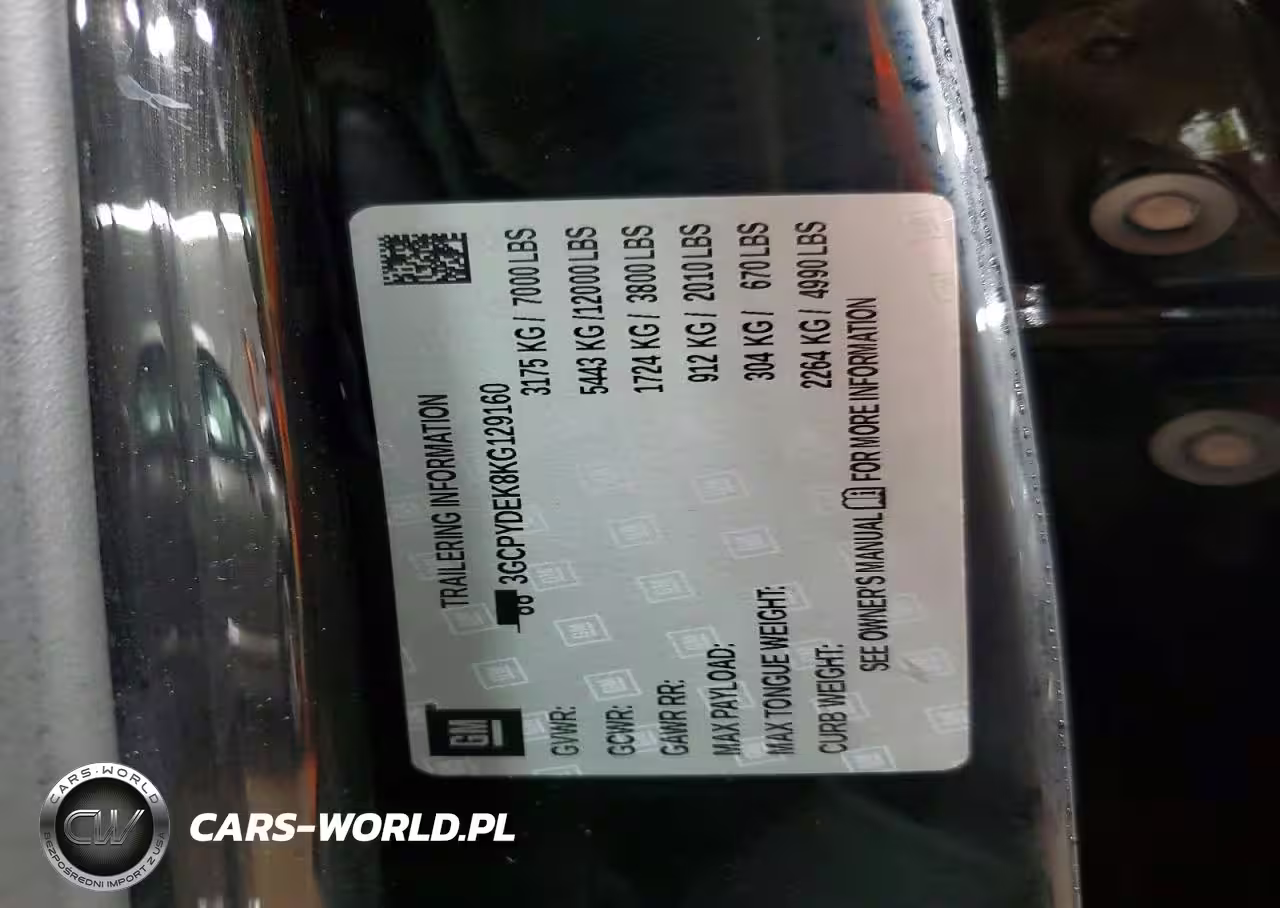 GM
TRAILERING INFORMATION
3GCPYDEK8KG129160
GVWR: 3175 KG / 7000 LBS
GCWR: 5443 KG /12000 LBS
GAWR RR: 1724 KG / 3800 LBS
MAX PAYLOAD: 912 KG / 2010 LBS
MAX TONGUE WEIGHT: 304 KG / 670 LBS
CURB WEIGHT: 2264 KG / 4990 LBS
SEE OWNER'S MANUAL FOR MORE INFORMATION
CARS-WORLD
CW
BEZPOŚREDNI IMPORT Z USA
CARS-WORLD.PL